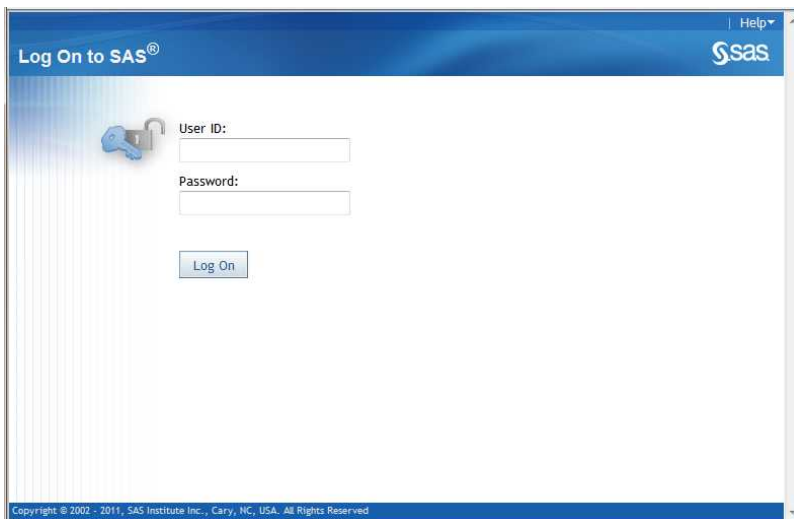 | Help
Log On to SAS®
sas
User ID:
Password:
Log On
Copyright © 2002 - 2011, SAS Institute Inc., Cary, NC, USA. All Rights Reserved